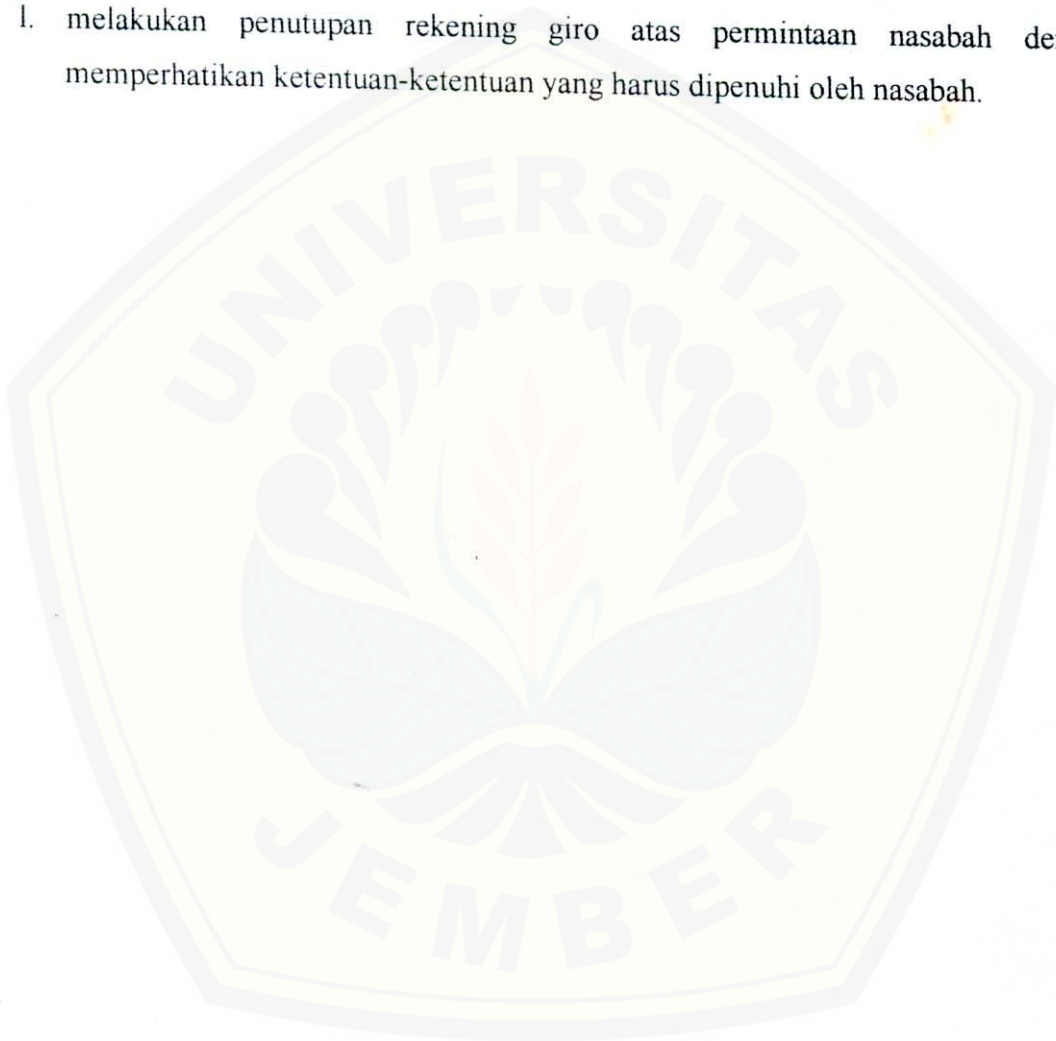 l. melakukan penutupan rekening giro atas permintaan nasabah de
memperhatikan ketentuan-ketentuan yang harus dipenuhi oleh nasabah.
UNIVERSITAS
JEMBER